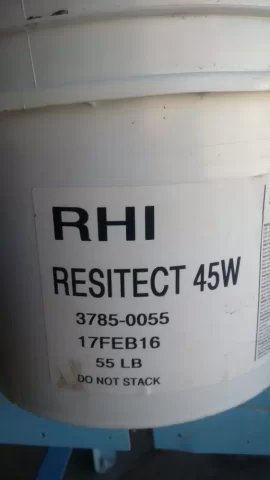 RHI
RESITECT 45W
3785-0055
17FEB16
55 LB
DO NOT STACK